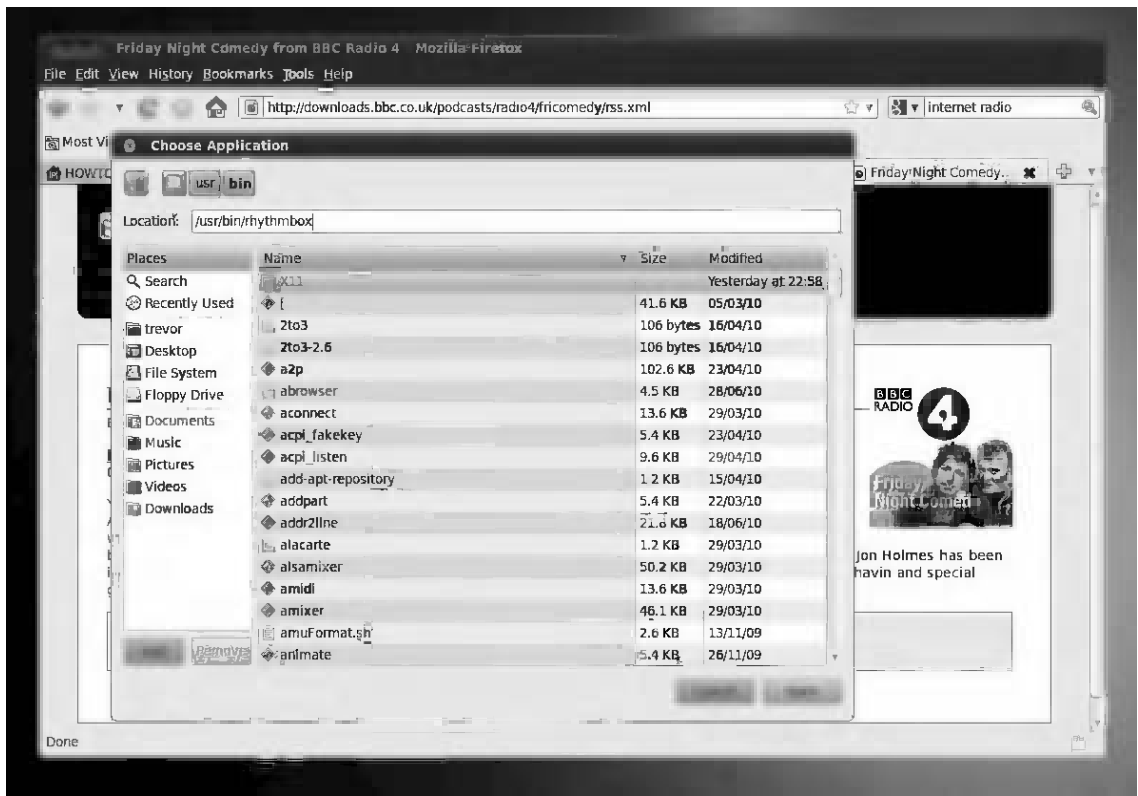 Friday Night Comedy from BBC Radio 4 Mozilla Firefox
File Edit View History Bookmarks Tools Help
http://downloads.bbc.co.uk/podcasts/radio4/fricomedy/rss.xml
internet radio
Most Vi
Choose Application
HOWTO
Friday Night Comedy..
usr bin
Location: /usr/bin/rhythmbox
Places Name Size Modified
Search X11 Yesterday at 22:58
Recently Used [ 41.6 KB 05/03/10
trevor 2to3 106 bytes 16/04/10
Desktop 2to3-2.6 106 bytes 16/04/10
File System a2p 102.6 KB 23/04/10
Floppy Drive abrowser 4.5 KB 28/06/10
Documents aconnect 13.6 KB 29/03/10
Music acpi_fakekey 5.4 KB 23/04/10
Pictures acpi_listen 9.6 KB 29/04/10
Videos add-apt-repository 1.2 KB 15/04/10
Downloads addpart 5.4 KB 22/03/10
addr2line 21.6 KB 18/06/10
alacarte 1.2 KB 29/03/10
alsamixer 50.2 KB 29/03/10
amidi 13.6 KB 29/03/10
amixer 46.1 KB 29/03/10
amuFormat.sh 2.6 KB 13/11/09
animate 5.4 KB 26/11/09
Remove
BBC
RADIO 4
Friday
Night Comedy
Jon Holmes has been
havin and special
Done